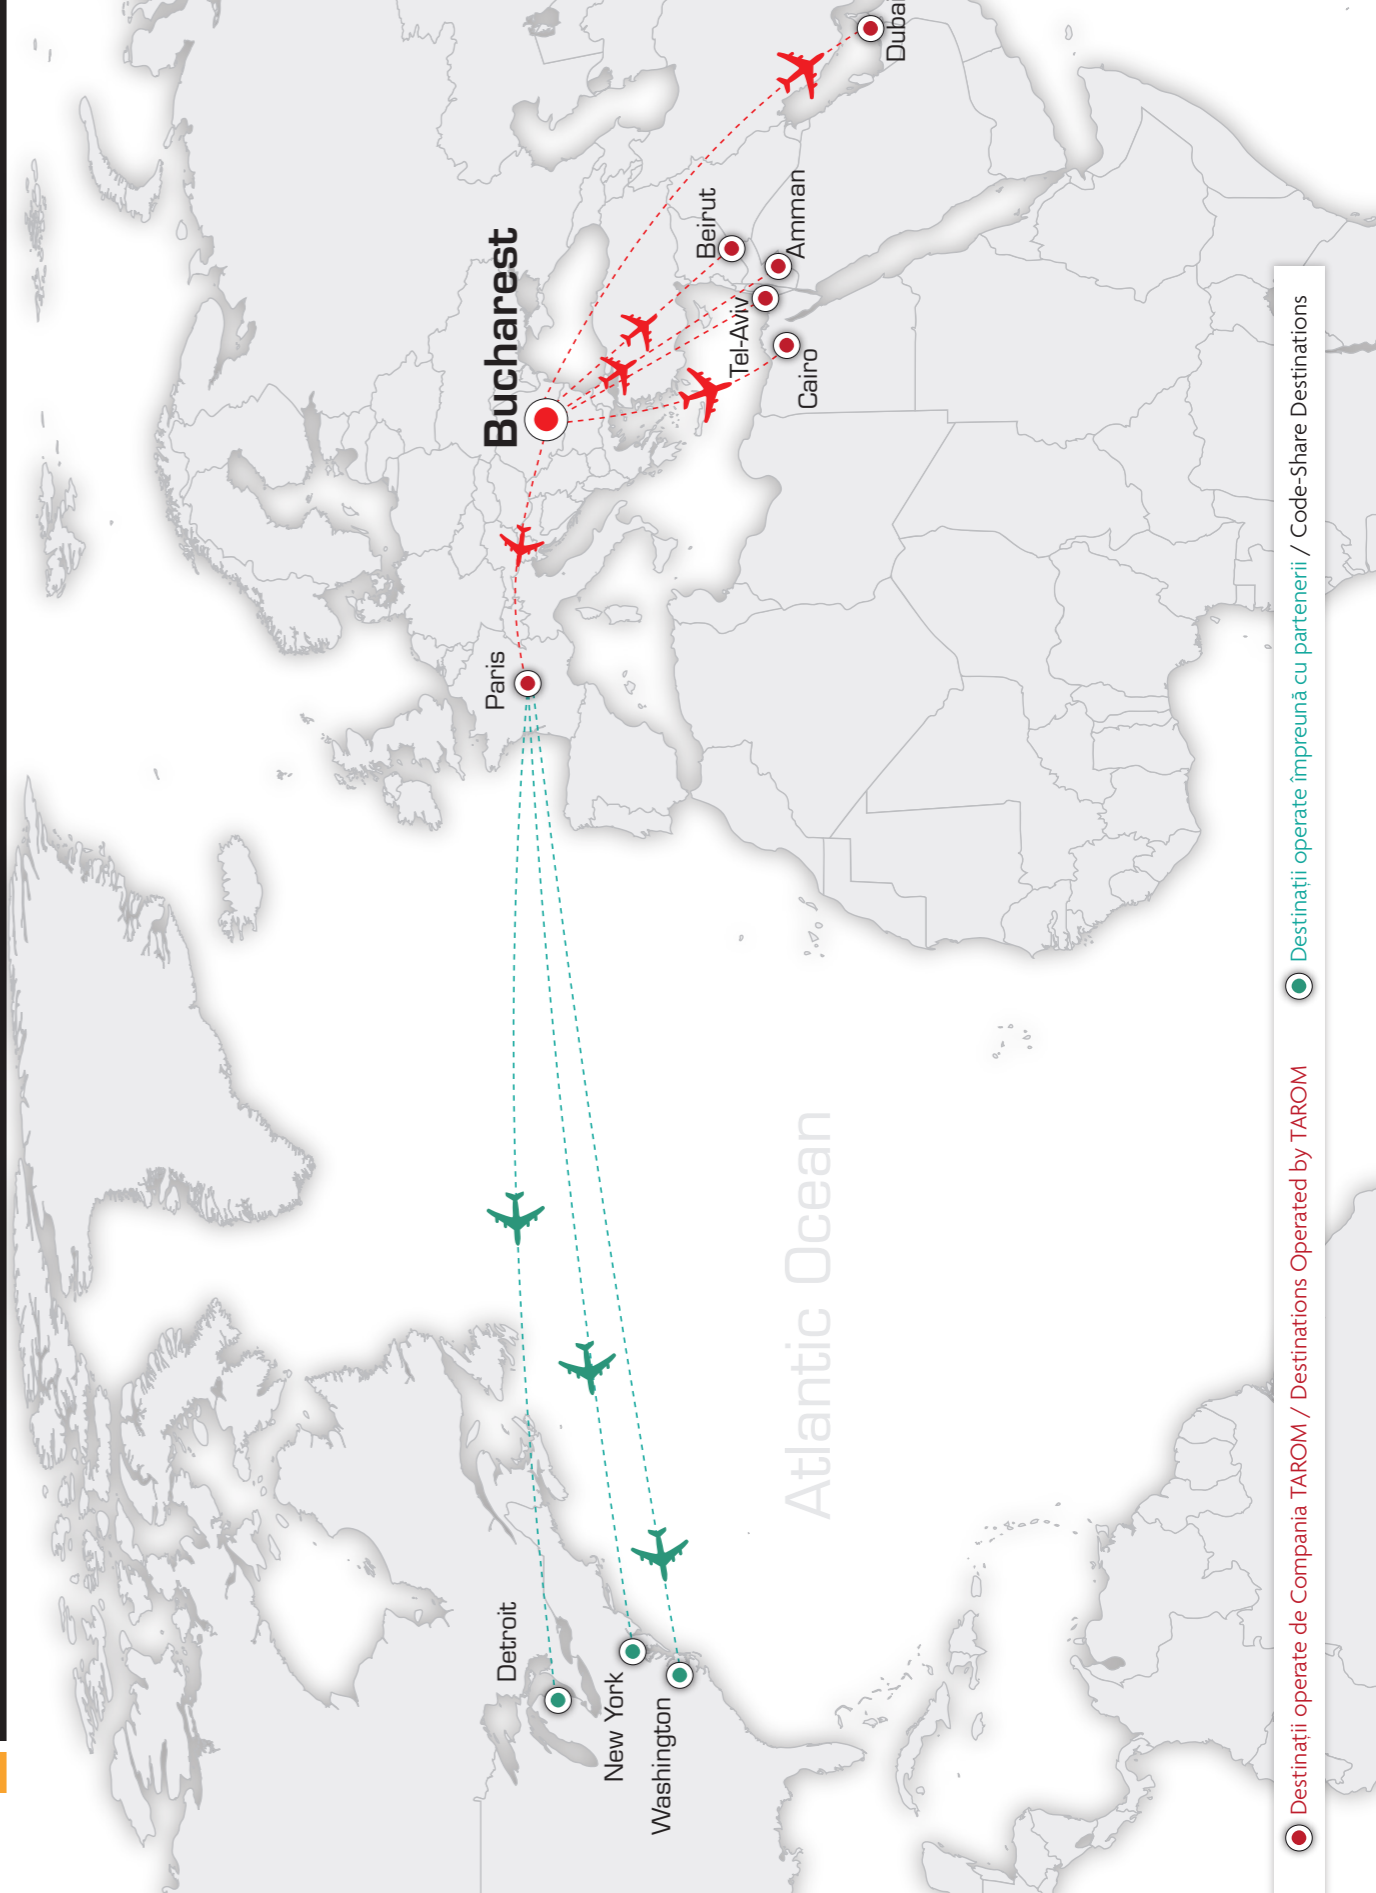 Detroit
New York
Washington
Paris
Bucharest
Beirut
Amman
Tel-Aviv
Cairo
Dubai
Atlantic Ocean
Destinații operate de Compania TAROM / Destinations Operated by TAROM
Destinații operate împreună cu partenerii / Code-Share Destinations